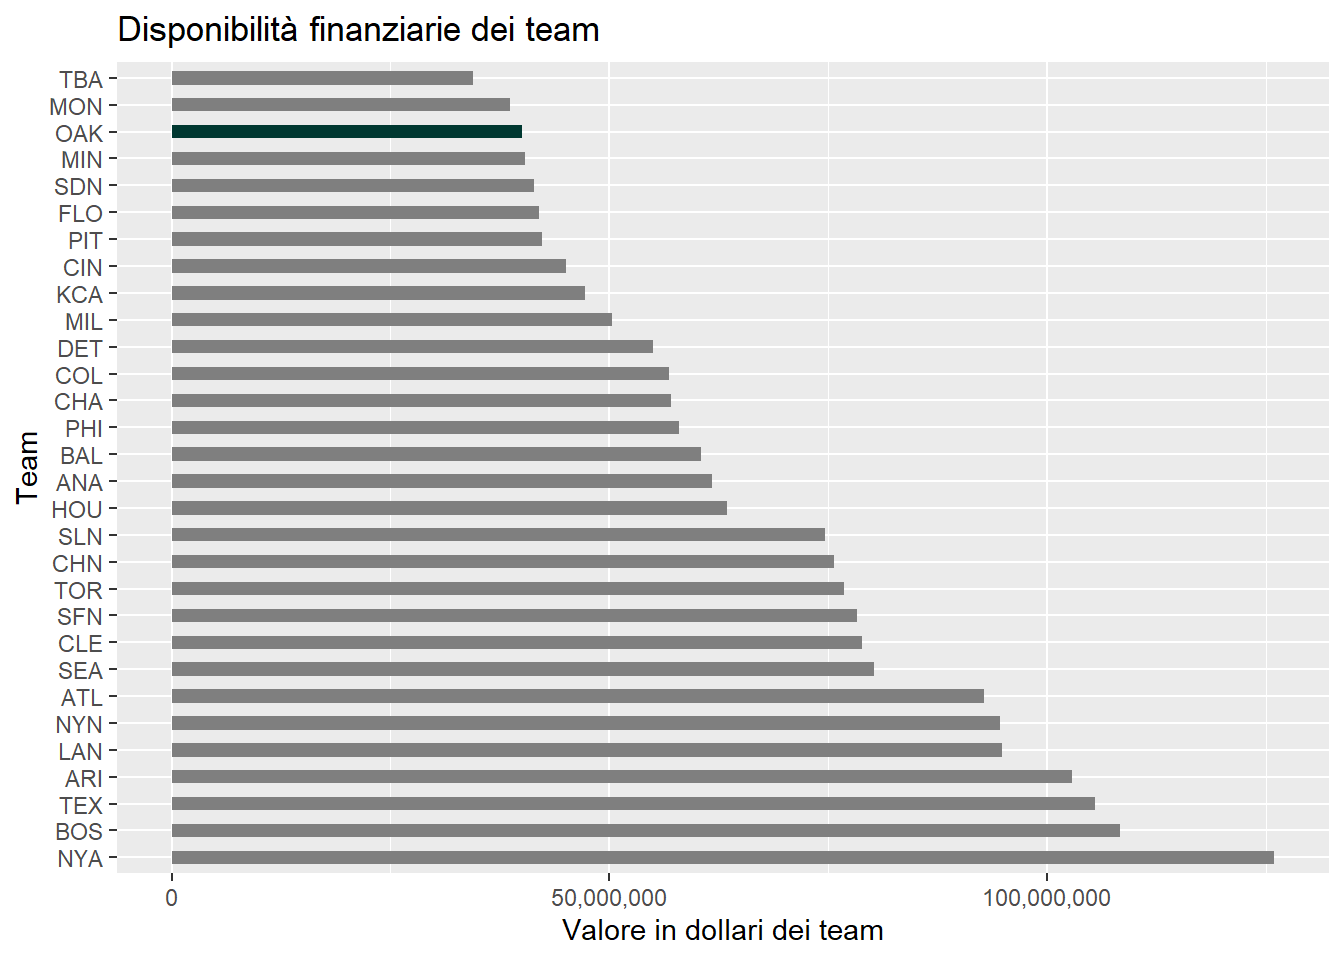 Disponibilità finanziarie dei team
TBA
MON
OAK
MIN
SDN
FLO
PIT
CIN
KCA
MIL
DET
COL
CHA
PHI
BAL
ANA
HOU
SLN
CHN
TOR
SFN
CLE
SEA
ATL
NYN
LAN
ARI
TEX
BOS
NYA
Team
0 50,000,000 100,000,000
Valore in dollari dei team